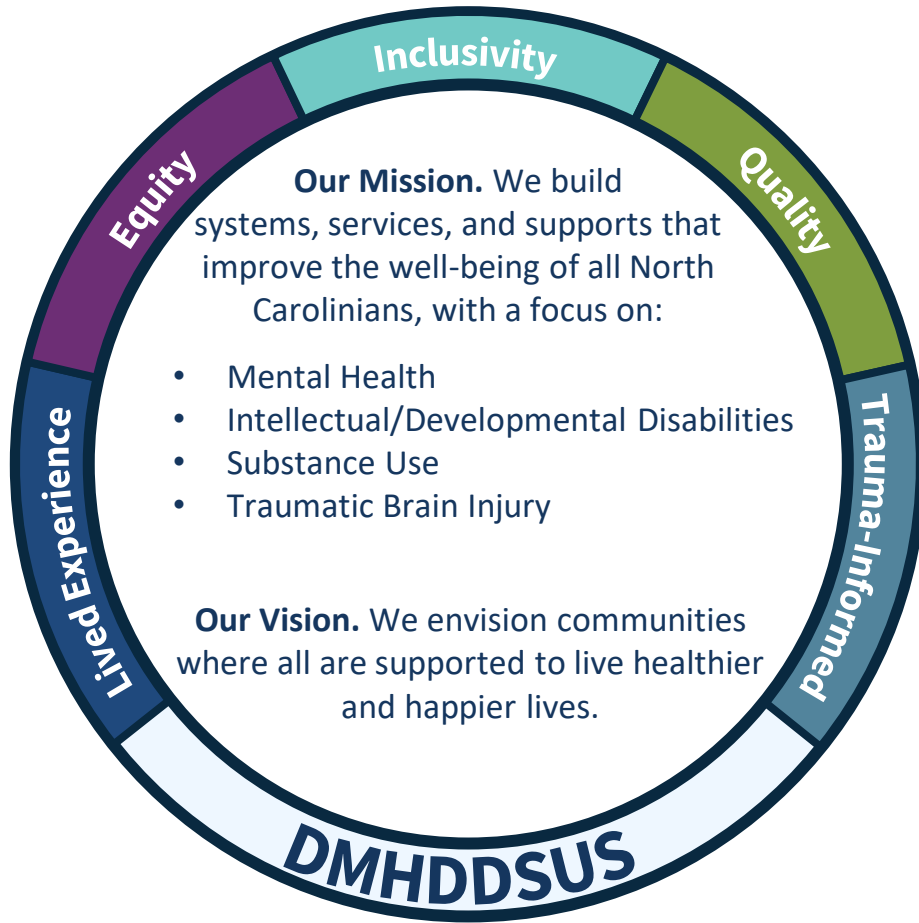 Inclusivity
Equity
Quality
Lived Experience
Trauma-Informed
Our Mission. We build
systems, services, and supports that
improve the well-being of all North
Carolinians, with a focus on:
• Mental Health
• Intellectual/Developmental Disabilities
• Substance Use
• Traumatic Brain Injury
Our Vision. We envision communities
where all are supported to live healthier
and happier lives.
DMHDDSUS